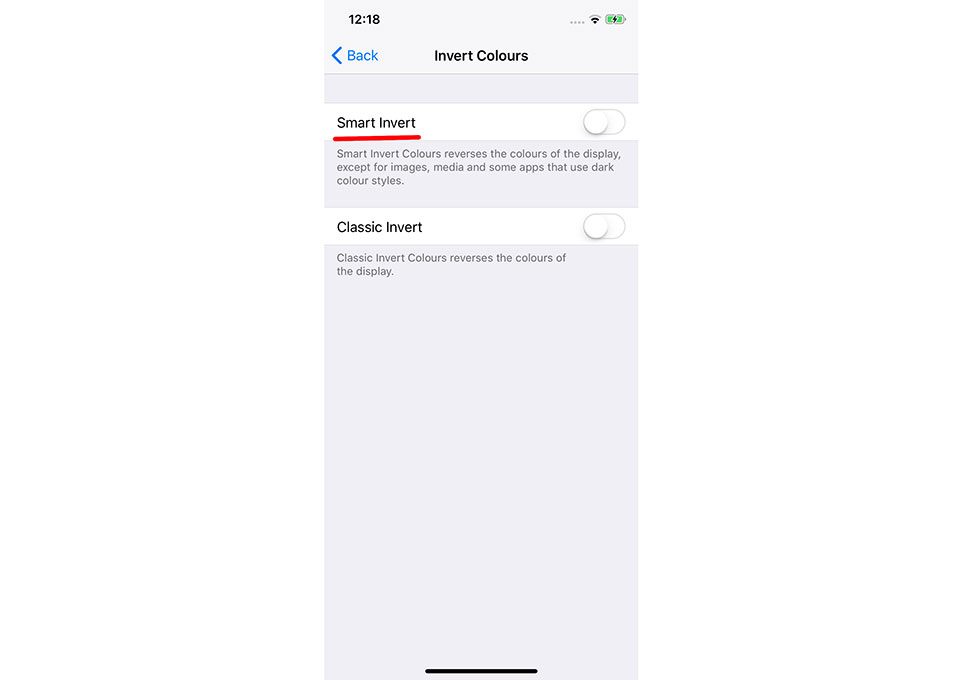 12:18
Back
Invert Colours
Smart Invert
Smart Invert Colours reverses the colours of the display,
except for images, media and some apps that use dark
colour styles.
Classic Invert
Classic Invert Colours reverses the colours of
the display.